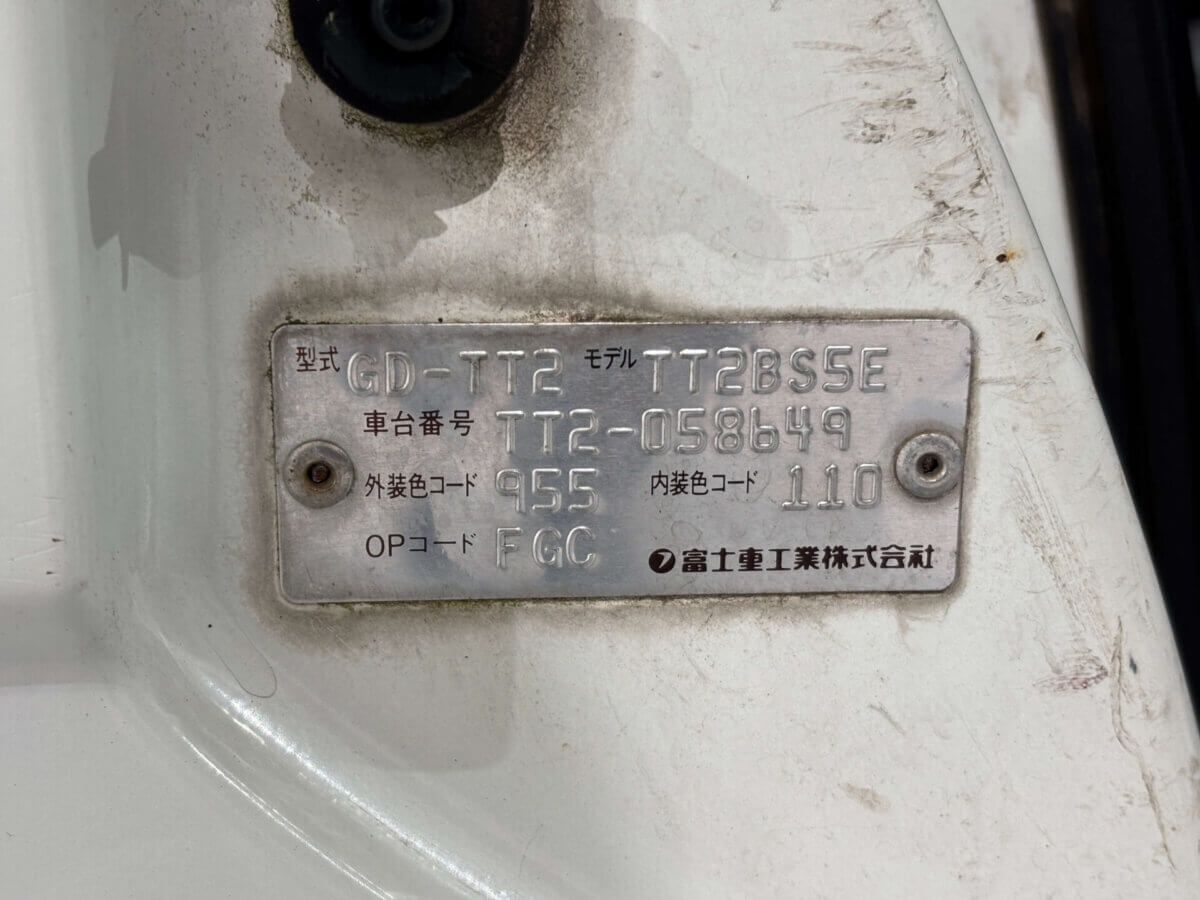 型式 GD-TT2 モデル TT2BS5E
車台番号 TT2-058649
外装色コード 955 内装色コード 110
OPコード FGC 富士重工業株式会社